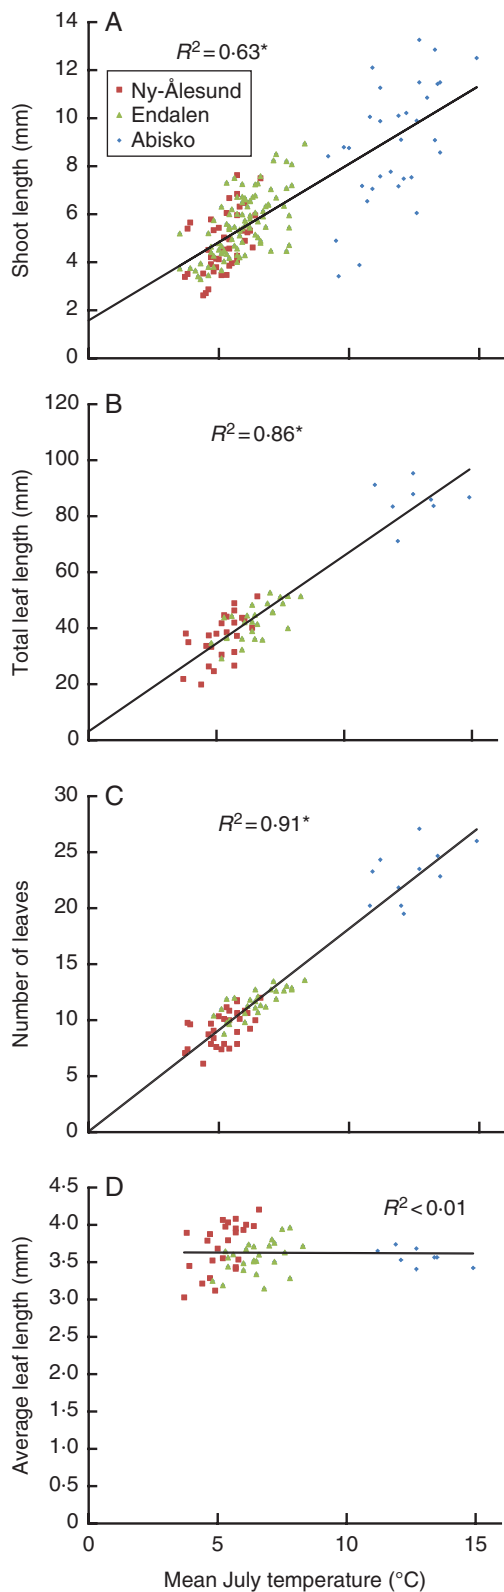 A
R² = 0·63*
Ny-Ålesund
Endalen
Abisko
Shoot length (mm)
14
12
10
8
6
4
2
0
0
5
10
15
B
R² = 0·86*
Total leaf length (mm)
120
100
80
60
40
20
0
C
R² = 0·91*
Number of leaves
30
25
20
15
10
5
0
D
R² < 0·01
Average leaf length (mm)
4·5
4·0
3·5
3·0
2·5
2·0
1·5
1·0
0·5
0
0
5
10
15
Mean July temperature (°C)